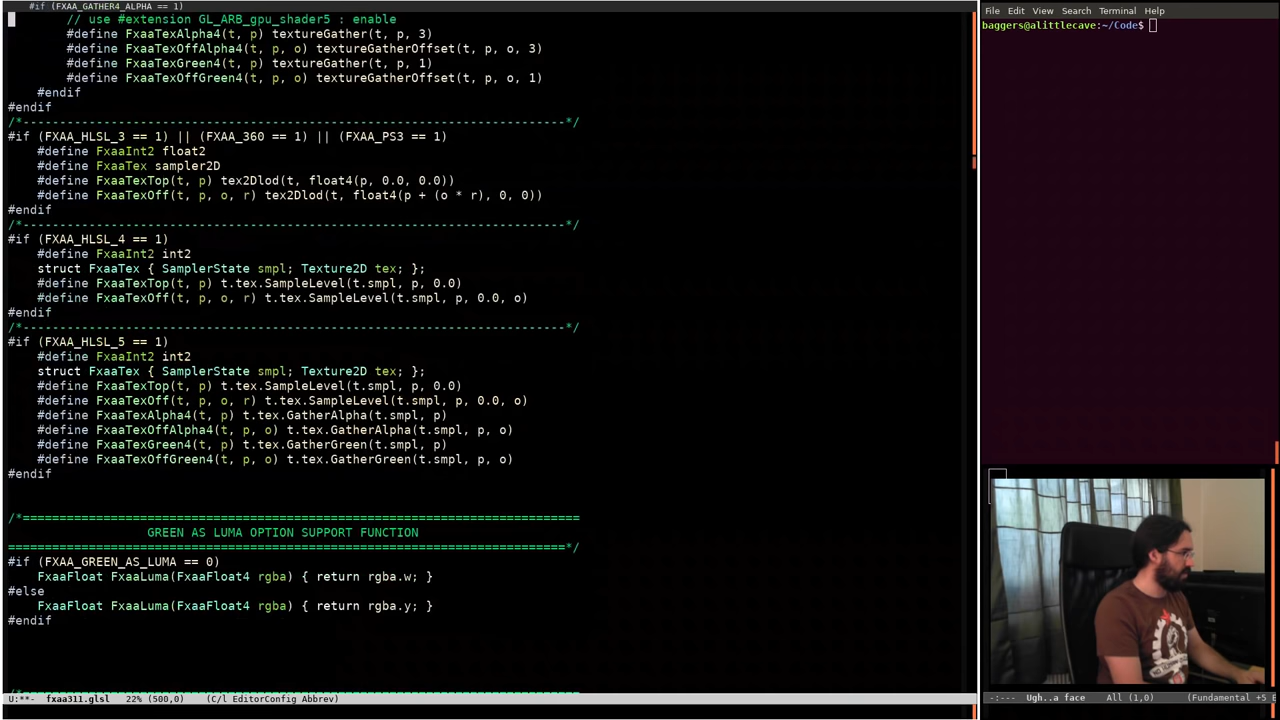 #if (FXAA_GATHER4_ALPHA == 1)
// use #extension GL_ARB_gpu_shader5 : enable
#define FxaaTexAlpha4(t, p) textureGather(t, p, 3)
#define FxaaTexOffAlpha4(t, p, o) textureGatherOffset(t, p, o, 3)
#define FxaaTexGreen4(t, p) textureGather(t, p, 1)
#define FxaaTexOffGreen4(t, p, o) textureGatherOffset(t, p, o, 1)
#endif
#endif
/*--------------------------------------------------------------------------*/
#if (FXAA_HLSL_3 == 1) || (FXAA_360 == 1) || (FXAA_PS3 == 1)
#define FxaaInt2 float2
#define FxaaTex sampler2D
#define FxaaTexTop(t, p) tex2Dlod(t, float4(p, 0.0, 0.0))
#define FxaaTexOff(t, p, o, r) tex2Dlod(t, float4(p + (o * r), 0, 0))
#endif
/*--------------------------------------------------------------------------*/
#if (FXAA_HLSL_4 == 1)
#define FxaaInt2 int2
struct FxaaTex { SamplerState smpl; Texture2D tex; };
#define FxaaTexTop(t, p) t.tex.SampleLevel(t.smpl, p, 0.0)
#define FxaaTexOff(t, p, o, r) t.tex.SampleLevel(t.smpl, p, 0.0, o)
#endif
/*--------------------------------------------------------------------------*/
#if (FXAA_HLSL_5 == 1)
#define FxaaInt2 int2
struct FxaaTex { SamplerState smpl; Texture2D tex; };
#define FxaaTexTop(t, p) t.tex.SampleLevel(t.smpl, p, 0.0)
#define FxaaTexOff(t, p, o, r) t.tex.SampleLevel(t.smpl, p, 0.0, o)
#define FxaaTexAlpha4(t, p) t.tex.GatherAlpha(t.smpl, p)
#define FxaaTexOffAlpha4(t, p, o) t.tex.GatherAlpha(t.smpl, p, o)
#define FxaaTexGreen4(t, p) t.tex.GatherGreen(t.smpl, p)
#define FxaaTexOffGreen4(t, p, o) t.tex.GatherGreen(t.smpl, p, o)
#endif
/*============================================================================
GREEN AS LUMA OPTION SUPPORT FUNCTION
============================================================================*/
#if (FXAA_GREEN_AS_LUMA == 0)
FxaaFloat FxaaLuma(FxaaFloat4 rgba) { return rgba.w; }
#else
FxaaFloat FxaaLuma(FxaaFloat4 rgba) { return rgba.y; }
#endif
U:**- fxaa311.glsl 22% (500,0) (C/l EditorConfig Abbrev)
File Edit View Search Terminal Help
baggers@alittlecave:~/Code$
-:--- Ugh..a face All (1,0) (Fundamental +5 E